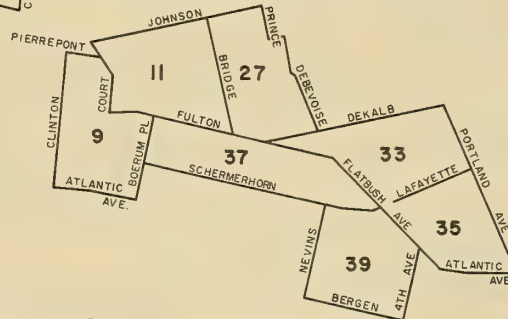 C
JOHNSON
PRINCE
PIERREPONT
11
BRIDGE
27
COURT
DEBEVOISE
CLINTON
FULTON
DEKALB
9
BOERUM PL
37
33
PORTLAND AVE
SCHERMERHORN
FLATBUSH AVE
LAFAYETTE
ATLANTIC
AVE.
35
NEVINS
39
4TH AVE
ATLANTIC
AVE
BERGEN